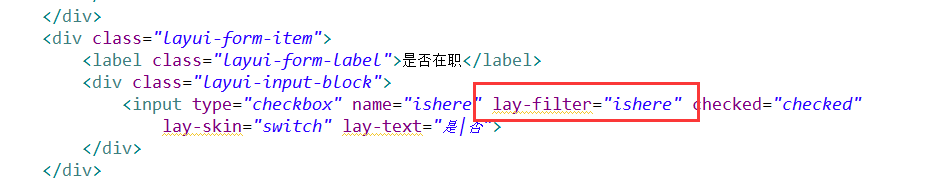 </div>
<div class="layui-form-item">
<label class="layui-form-label">是否在职</label>
<div class="layui-input-block">
<input type="checkbox" name="ishere" lay-filter="ishere" checked="checked"
lay-skin="switch" lay-text="是|否">
</div>
</div>